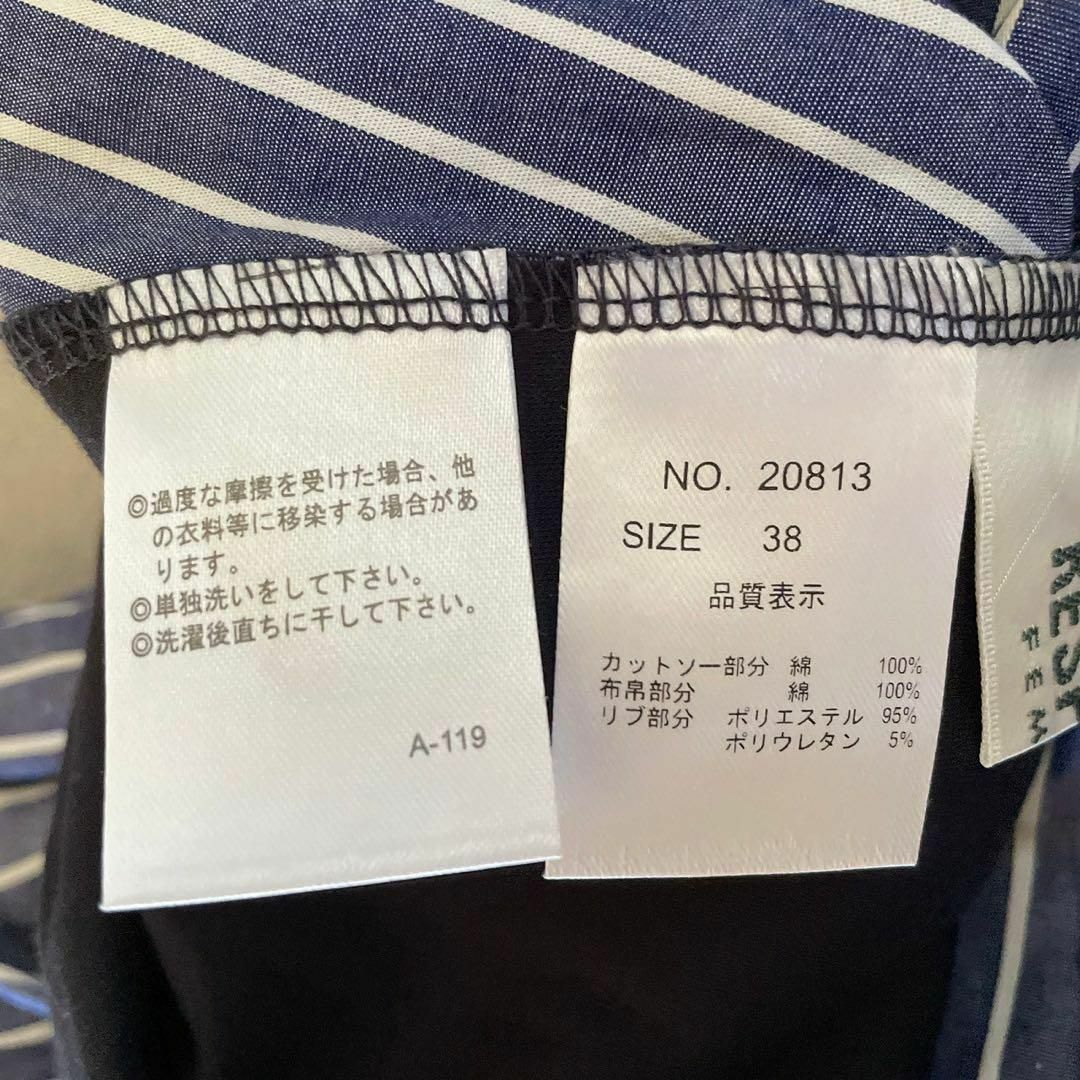 ◎過度な摩擦を受けた場合、他
の衣料等に移染する場合があ
ります。
◎単独洗いをして下さい。
◎洗濯後直ちに干して下さい。
A-119
NO. 20813
SIZE 38
品質表示
カットソー部分 綿 100%
布帛部分 綿 100%
リブ部分 ポリエステル 95%
ポリウレタン 5%